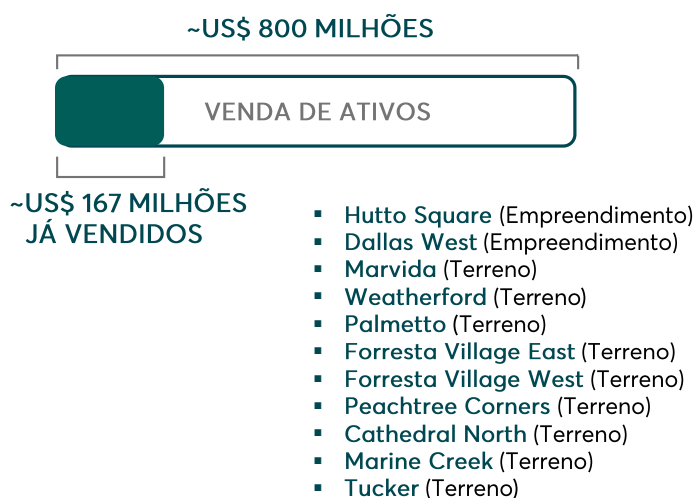 ~US$ 800 MILHÕES
VENDA DE ATIVOS
~US$ 167 MILHÕES
JÁ VENDIDOS
▪ Hutto Square (Empreendimento)
▪ Dallas West (Empreendimento)
▪ Marvida (Terreno)
▪ Weatherford (Terreno)
▪ Palmetto (Terreno)
▪ Forresta Village East (Terreno)
▪ Forresta Village West (Terreno)
▪ Peachtree Corners (Terreno)
▪ Cathedral North (Terreno)
▪ Marine Creek (Terreno)
▪ Tucker (Terreno)